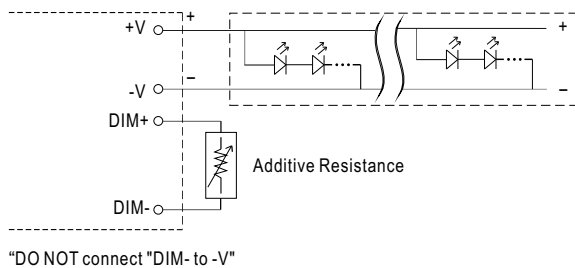 +V
+
+
-V
–
–
DIM+
Additive Resistance
DIM-
“DO NOT connect "DIM- to -V"